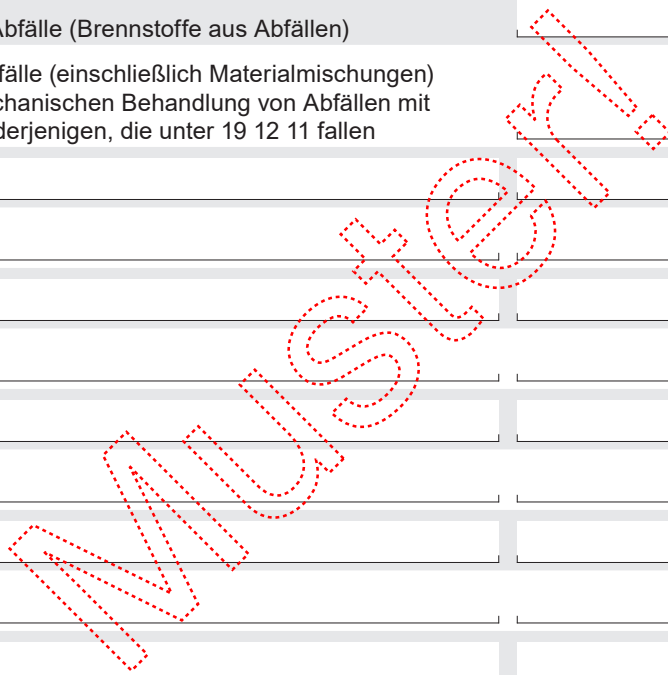 Abfälle (Brennstoffe aus Abfällen)
fälle (einschließlich Materialmischungen)
chanischen Behandlung von Abfällen mit
derjenigen, die unter 19 12 11 fallen
Muster!